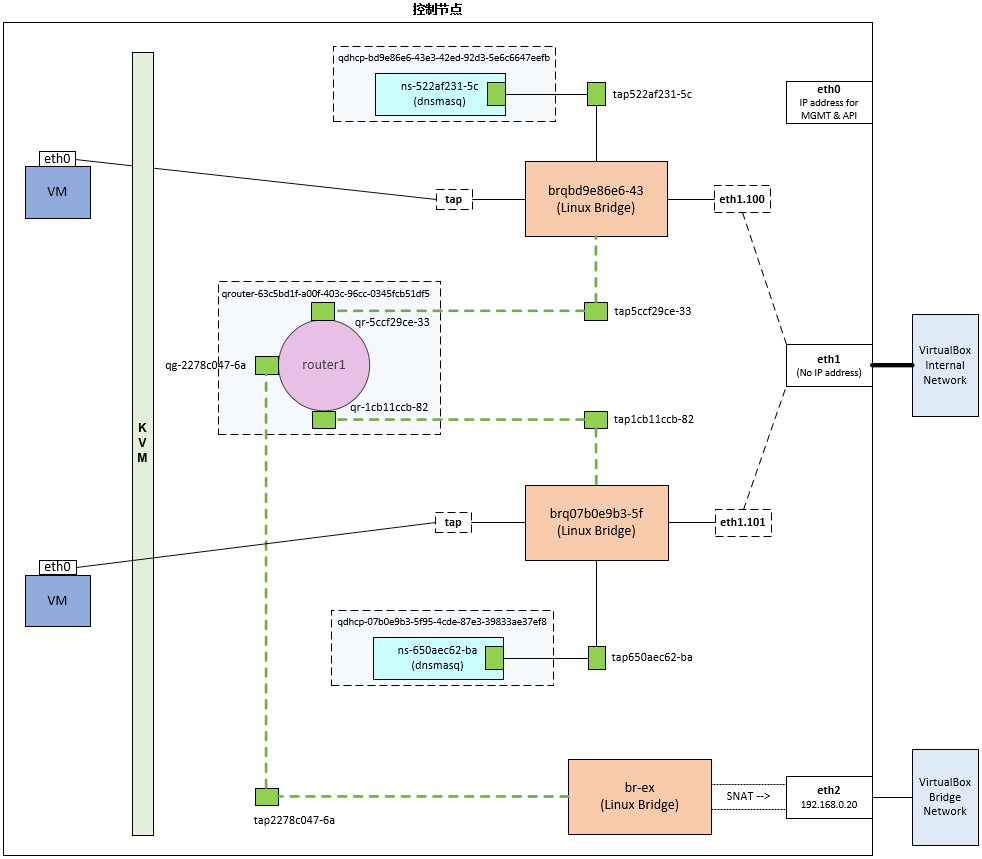 控制节点
qdhcp-bd9e86e6-43e3-42ed-92d3-5e6c6647eefb
ns-522af231-5c
(dnsmasq)
tap522af231-5c
eth0
IP address for
MGMT & API
eth0
VM
tap
brqbd9e86e6-43
(Linux Bridge)
eth1.100
qrouter-63c5bd1f-a00f-403c-96cc-0345fcb51df5
qr-5ccf29ce-33
tap5ccf29ce-33
qg-2278c047-6a
router1
eth1
(No IP address)
VirtualBox
Internal
Network
qr-1cb11ccb-82
tap1cb11ccb-82
K
V
M
tap
brq07b0e9b3-5f
(Linux Bridge)
eth1.101
eth0
VM
qdhcp-07b0e9b3-5f95-4cde-87e3-39833ae37ef8
ns-650aec62-ba
(dnsmasq)
tap650aec62-ba
tap2278c047-6a
br-ex
(Linux Bridge)
SNAT -->
eth2
192.168.0.20
VirtualBox
Bridge
Network